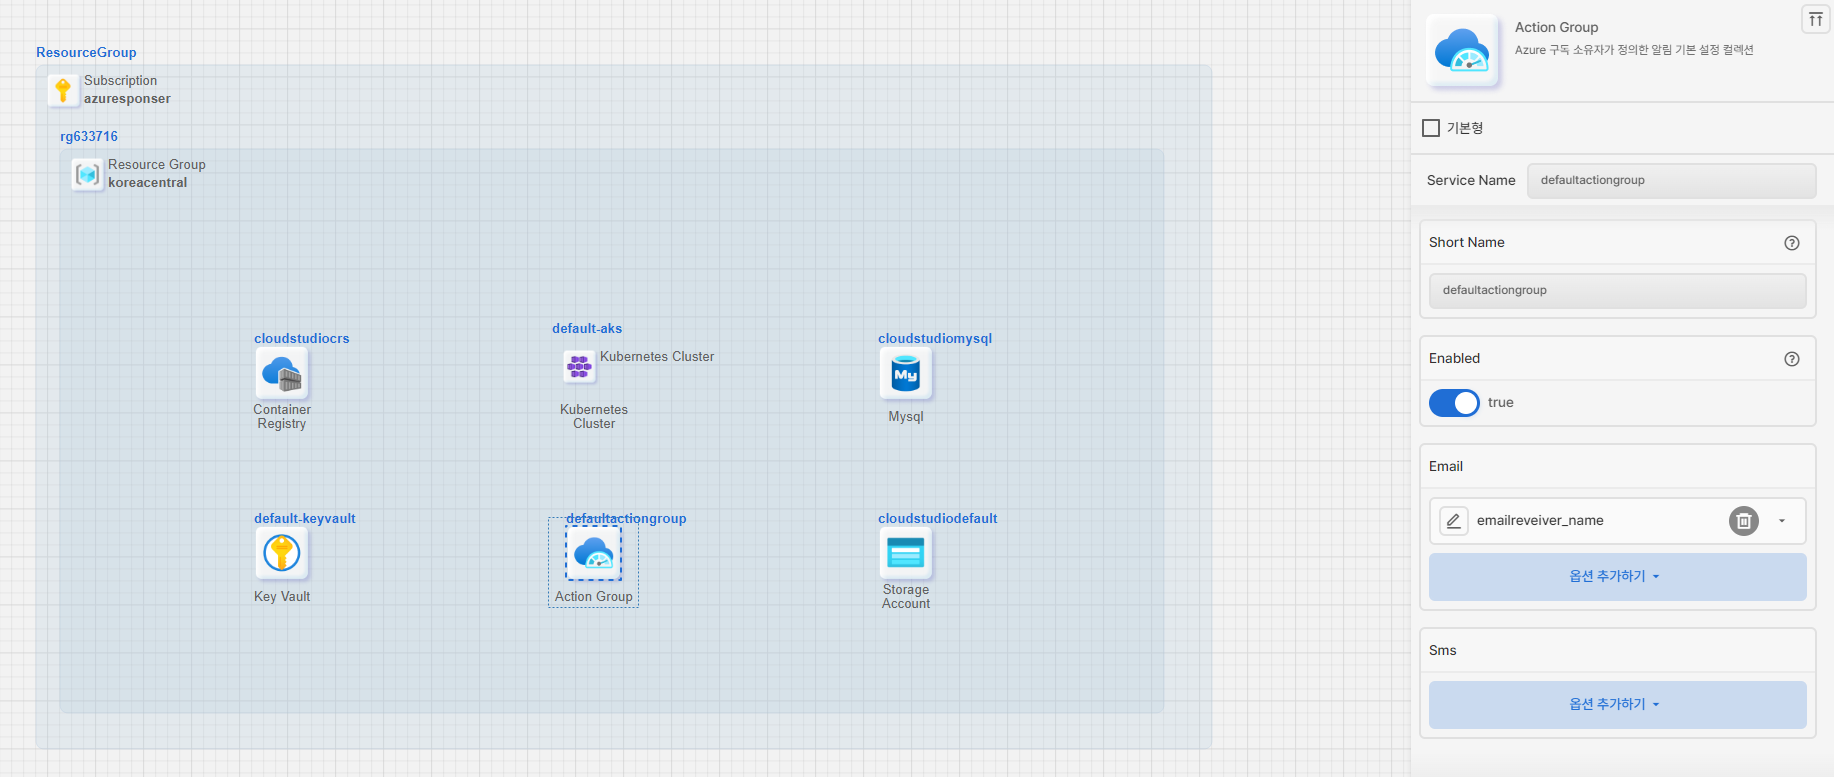 ResourceGroup
Subscription
azuresponser
rg633716
Resource Group
koreacentral
cloudstudiocrs
Container
Registry
default-aks
Kubernetes Cluster
Kubernetes
Cluster
cloudstudiomysql
My
Mysql
default-keyvault
Key Vault
defaultactiongroup
Action Group
cloudstudiodefault
Storage
Account
Action Group
Azure 구독 소유자가 정의한 알림 기본 설정 컬렉션
기본형
Service Name
defaultactiongroup
Short Name
?
defaultactiongroup
Enabled
?
true
Email
emailreveiver_name
옵션 추가하기
Sms
옵션 추가하기